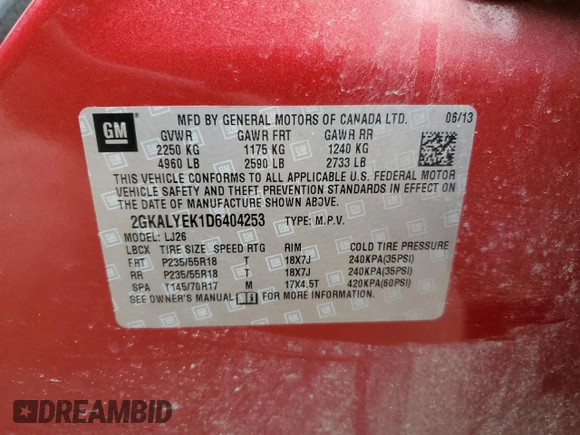 GM
MFD BY GENERAL MOTORS OF CANADA LTD. 06/13
GVWR GAWR FRT GAWR RR
2250 KG 1175 KG 1240 KG
4960 LB 2590 LB 2733 LB
THIS VEHICLE CONFORMS TO ALL APPLICABLE U.S. FEDERAL MOTOR
VEHICLE SAFETY AND THEFT PREVENTION STANDARDS IN EFFECT ON
THE DATE OF MANUFACTURE SHOWN ABOVE.
2GKALYEK1D6404253 TYPE: M.P.V.
MODEL: LJ26
LBCX TIRE SIZE SPEED RTG RIM COLD TIRE PRESSURE
FRT P235/55R18 T 18X7J 240KPA(35PSI)
RR P235/55R18 T 18X7J 240KPA(35PSI)
SPA T145/70R17 M 17X4.5T 420KPA(60PSI)
SEE OWNER'S MANUAL FOR MORE INFORMATION.
DREAMBID